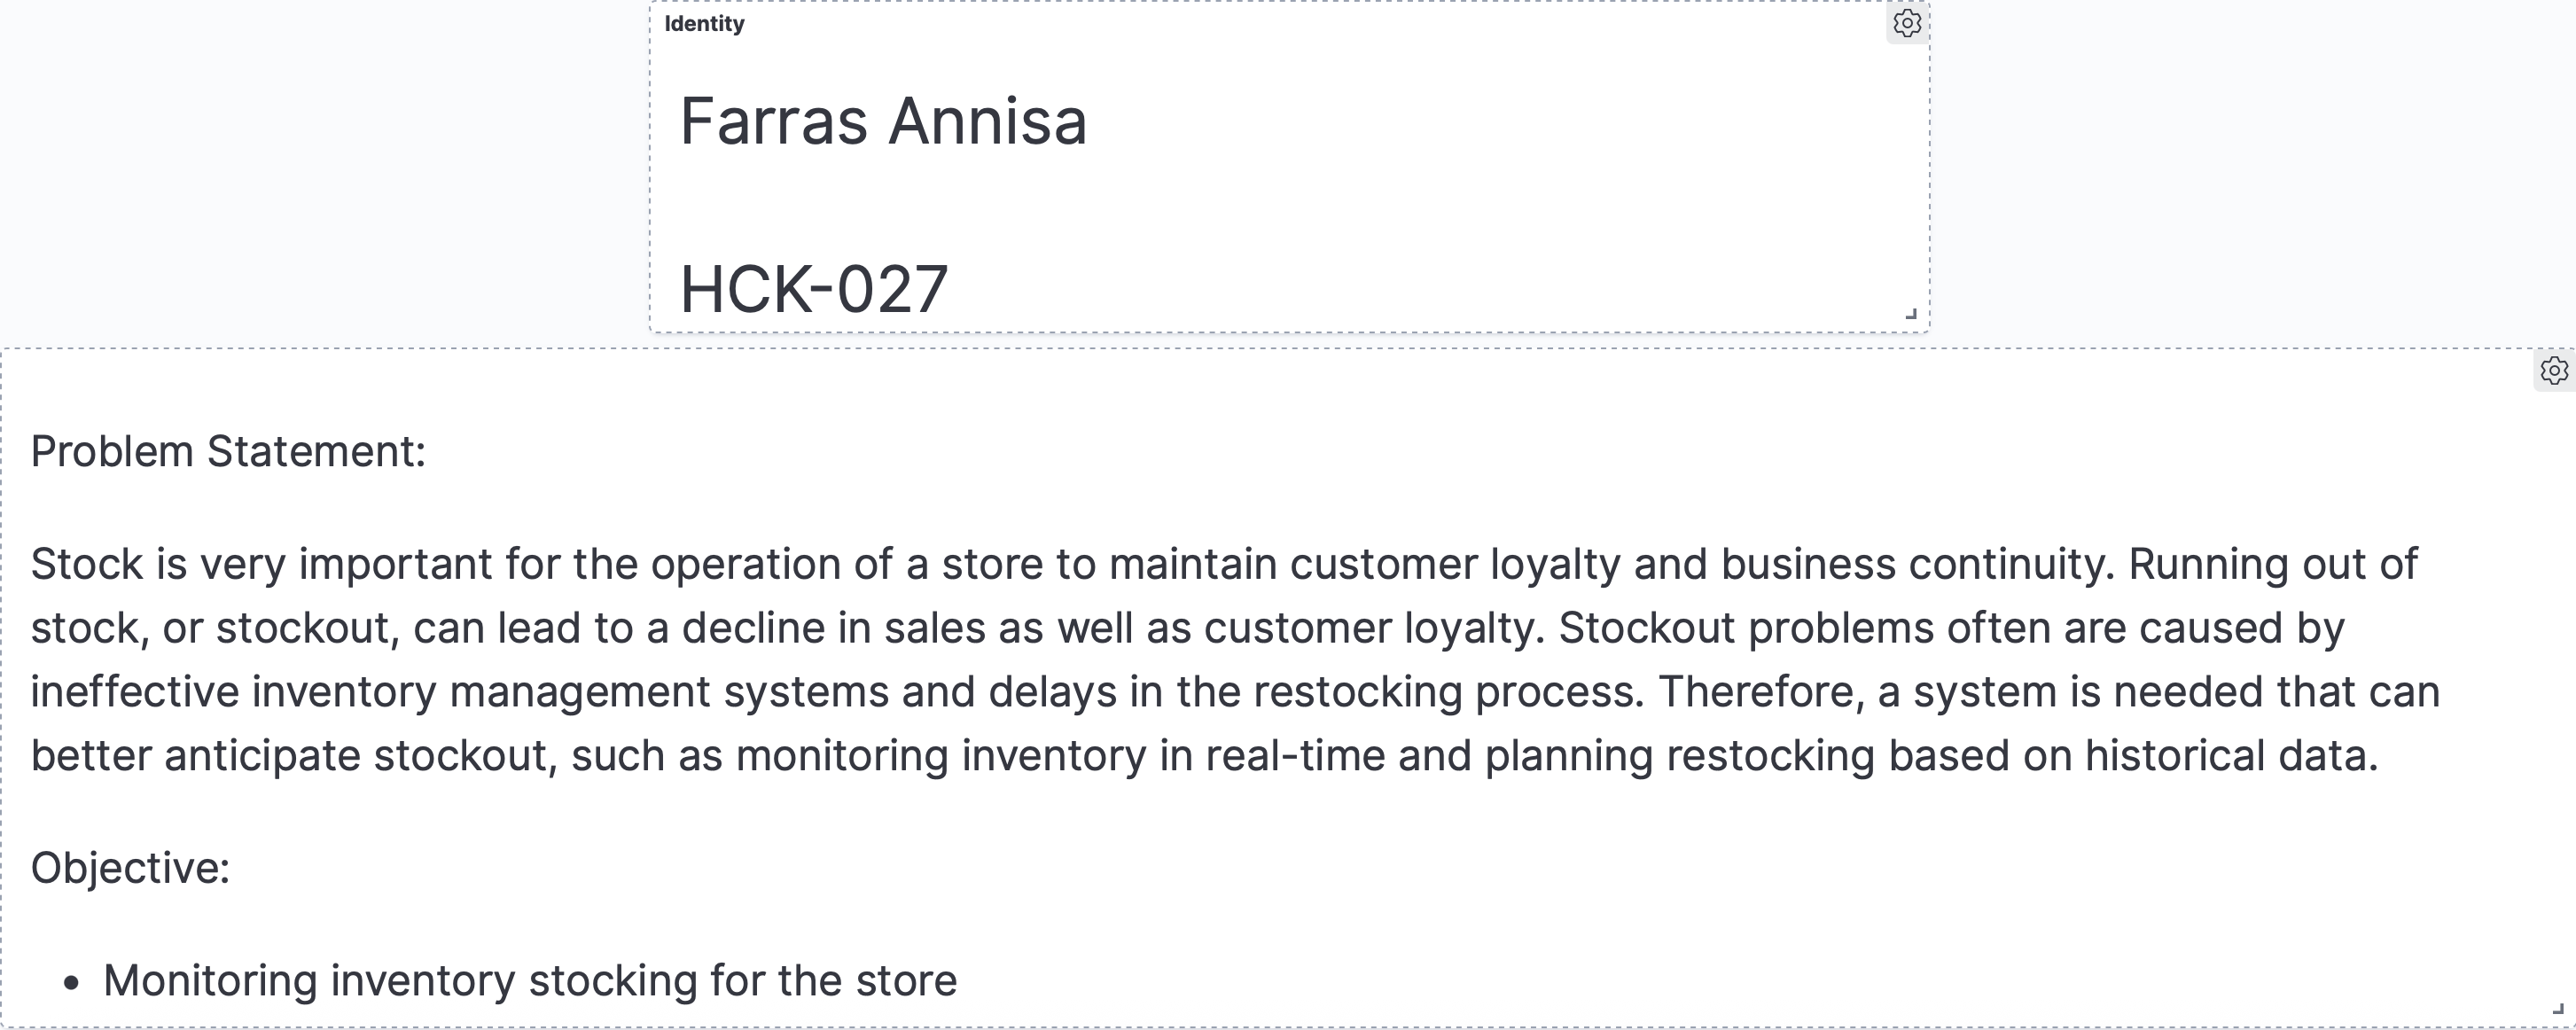 Identity
Farras Annisa
HCK-027
Problem Statement:
Stock is very important for the operation of a store to maintain customer loyalty and business continuity. Running out of
stock, or stockout, can lead to a decline in sales as well as customer loyalty. Stockout problems often are caused by
ineffective inventory management systems and delays in the restocking process. Therefore, a system is needed that can
better anticipate stockout, such as monitoring inventory in real-time and planning restocking based on historical data.
Objective:
• Monitoring inventory stocking for the store